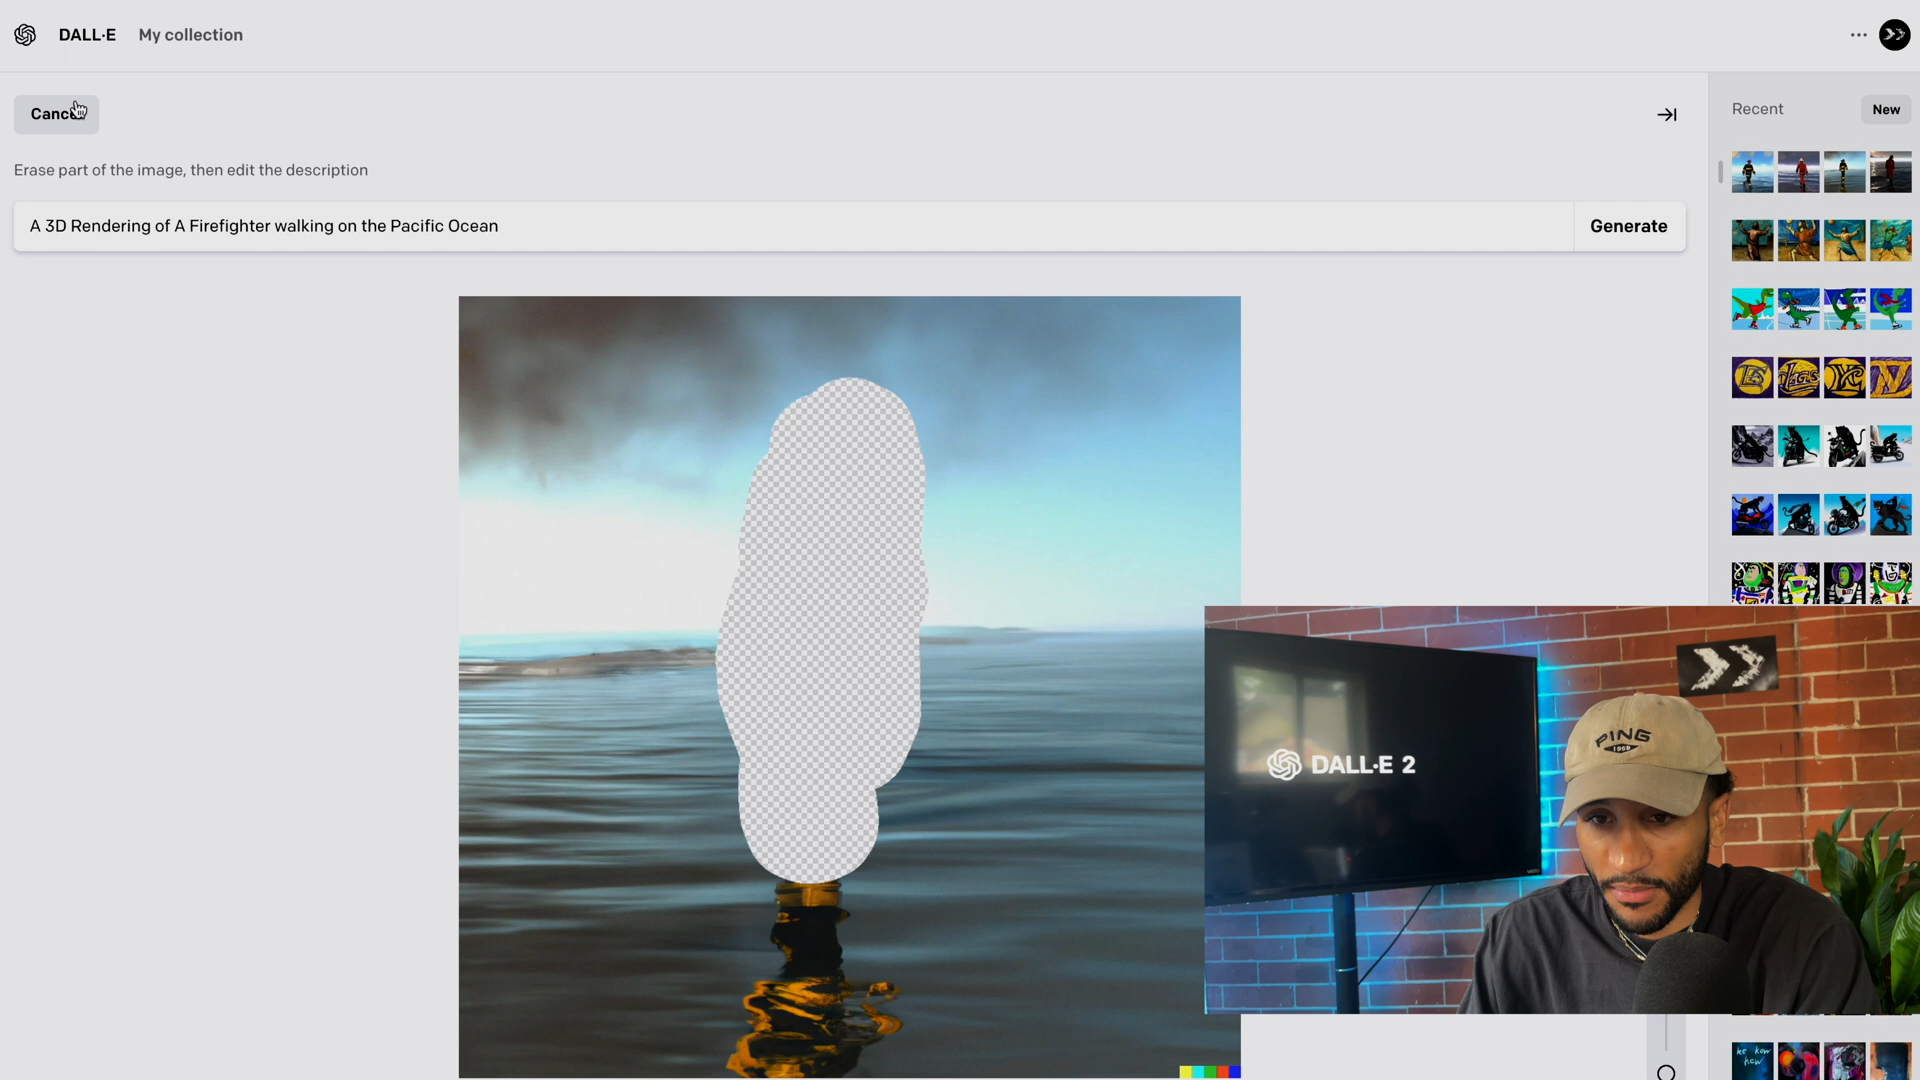 DALL·E My collection
Recent New
Erase part of the image, then edit the description
A 3D Rendering of A Firefighter walking on the Pacific Ocean Generate
DALL·E 2
PING
1959